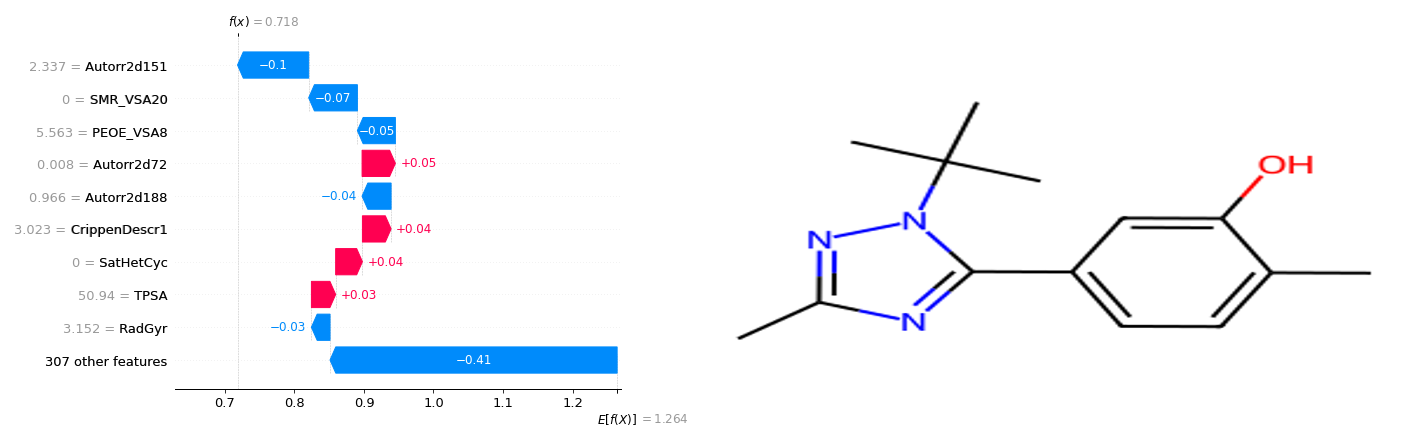 f(x) = 0.718
2.337 = Autorr2d151
−0.1
0 = SMR_VSA20
−0.07
5.563 = PEOE_VSA8
−0.05
0.008 = Autorr2d72
+0.05
0.966 = Autorr2d188
−0.04
3.023 = CrippenDescr1
+0.04
0 = SatHetCyc
+0.04
50.94 = TPSA
+0.03
3.152 = RadGyr
−0.03
307 other features
−0.41
0.7 0.8 0.9 1.0 1.1 1.2
E[f(X)] = 1.264
OH
N
N
N